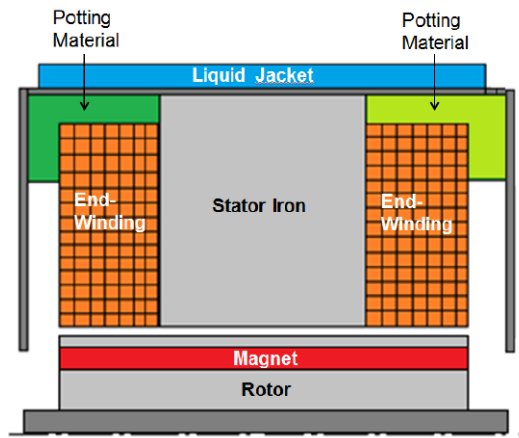 Potting
Material
Potting
Material
Liquid Jacket
End-
Winding
Stator Iron
End-
Winding
Magnet
Rotor